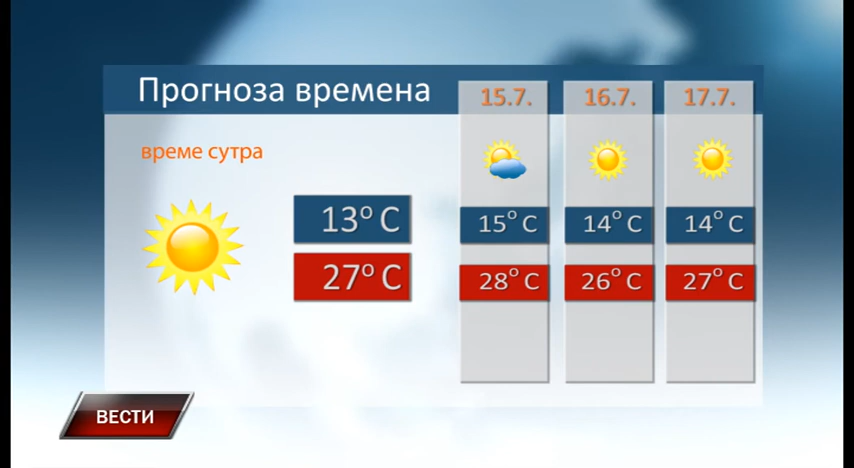 Прогноза времена
време сутра
13° C
27° C
15.7.
15° C
28° C
16.7.
14° C
26° C
17.7.
14° C
27° C
ВЕСТИ